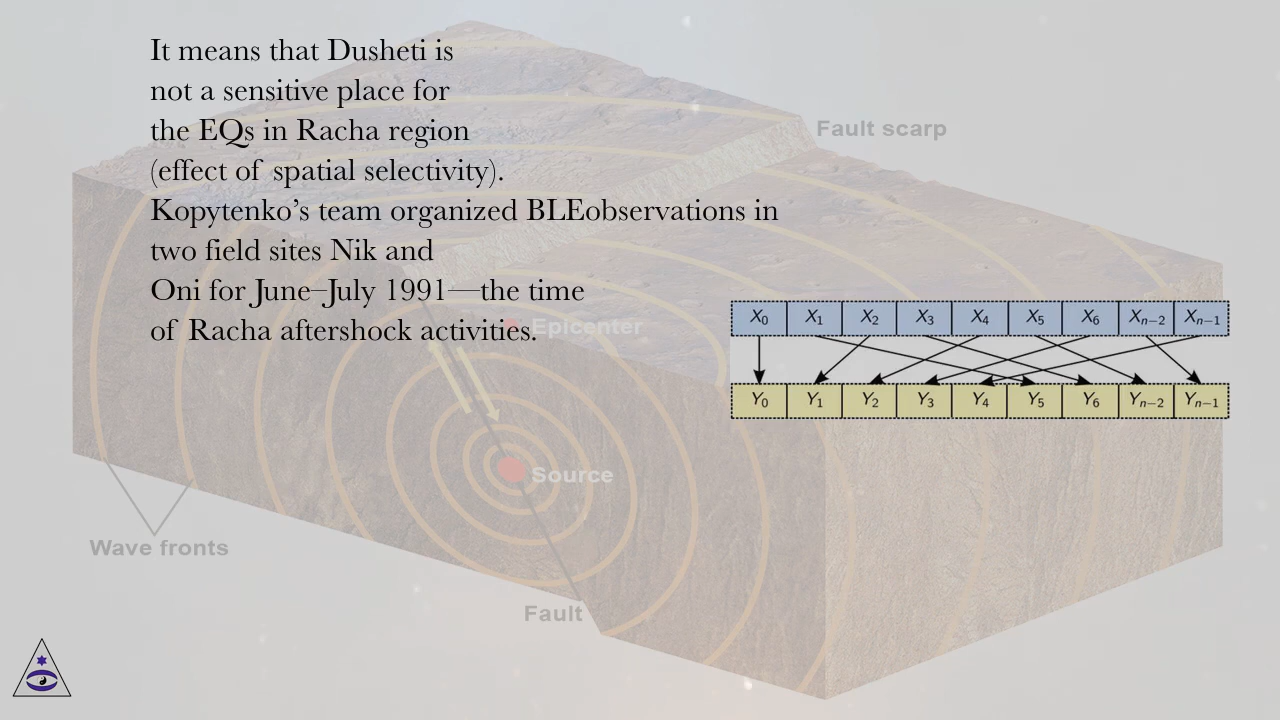 It means that Dusheti is
not a sensitive place for
the EQs in Racha region
(effect of spatial selectivity).
Kopytenko’s team organized BLEobservations in
two field sites Nik and
Oni for June–July 1991—the time
of Racha aftershock activities.
Fault scarp
Epicenter
Source
Wave fronts
Fault
X0 X1 X2 X3 X4 X5 X6 Xn−2 Xn−1
Y0 Y1 Y2 Y3 Y4 Y5 Y6 Yn−2 Yn−1